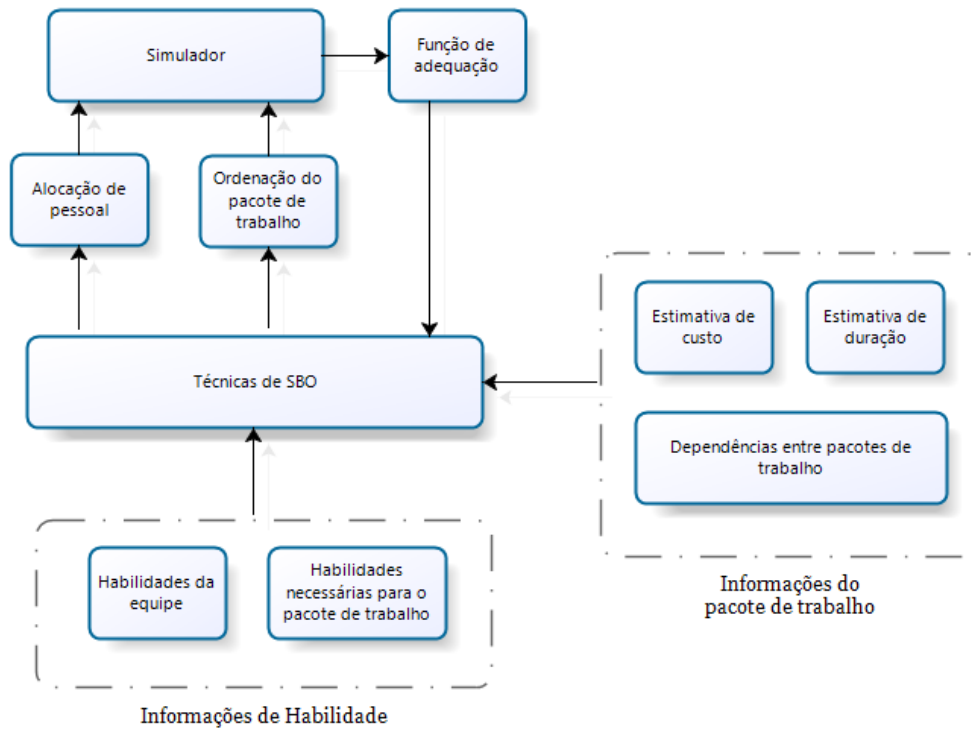 Simulador
Função de
adequação
Alocação de
pessoal
Ordenação do
pacote de
trabalho
Técnicas de SBO
Estimativa de
custo
Estimativa de
duração
Dependências entre pacotes de
trabalho
Informações do
pacote de trabalho
Habilidades da
equipe
Habilidades
necessárias para o
pacote de trabalho
Informações de Habilidade